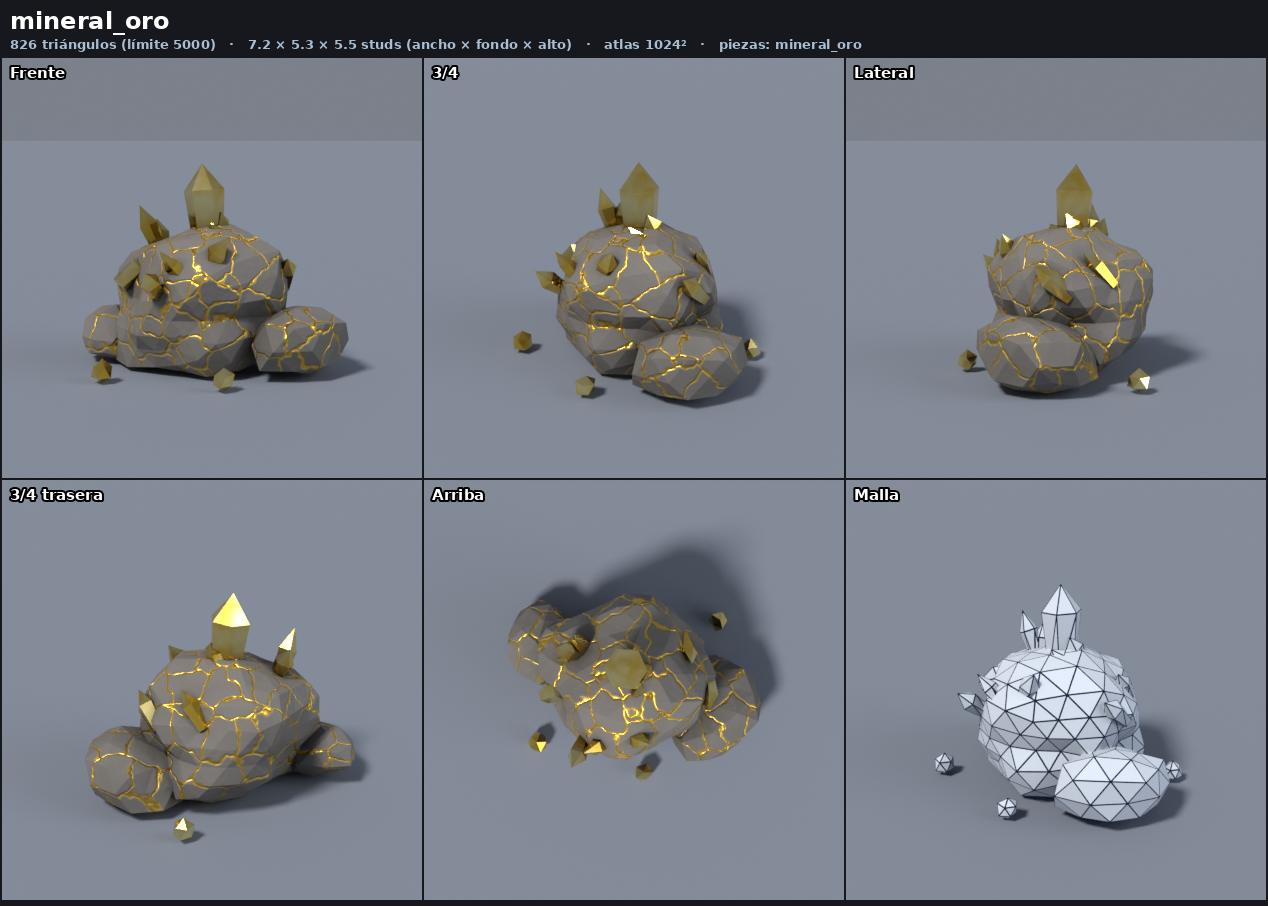 mineral_oro
826 triángulos (límite 5000) · 7.2 × 5.3 × 5.5 studs (ancho × fondo × alto) · atlas 1024² · piezas: mineral_oro
Frente
3/4
Lateral
3/4 trasera
Arriba
Malla